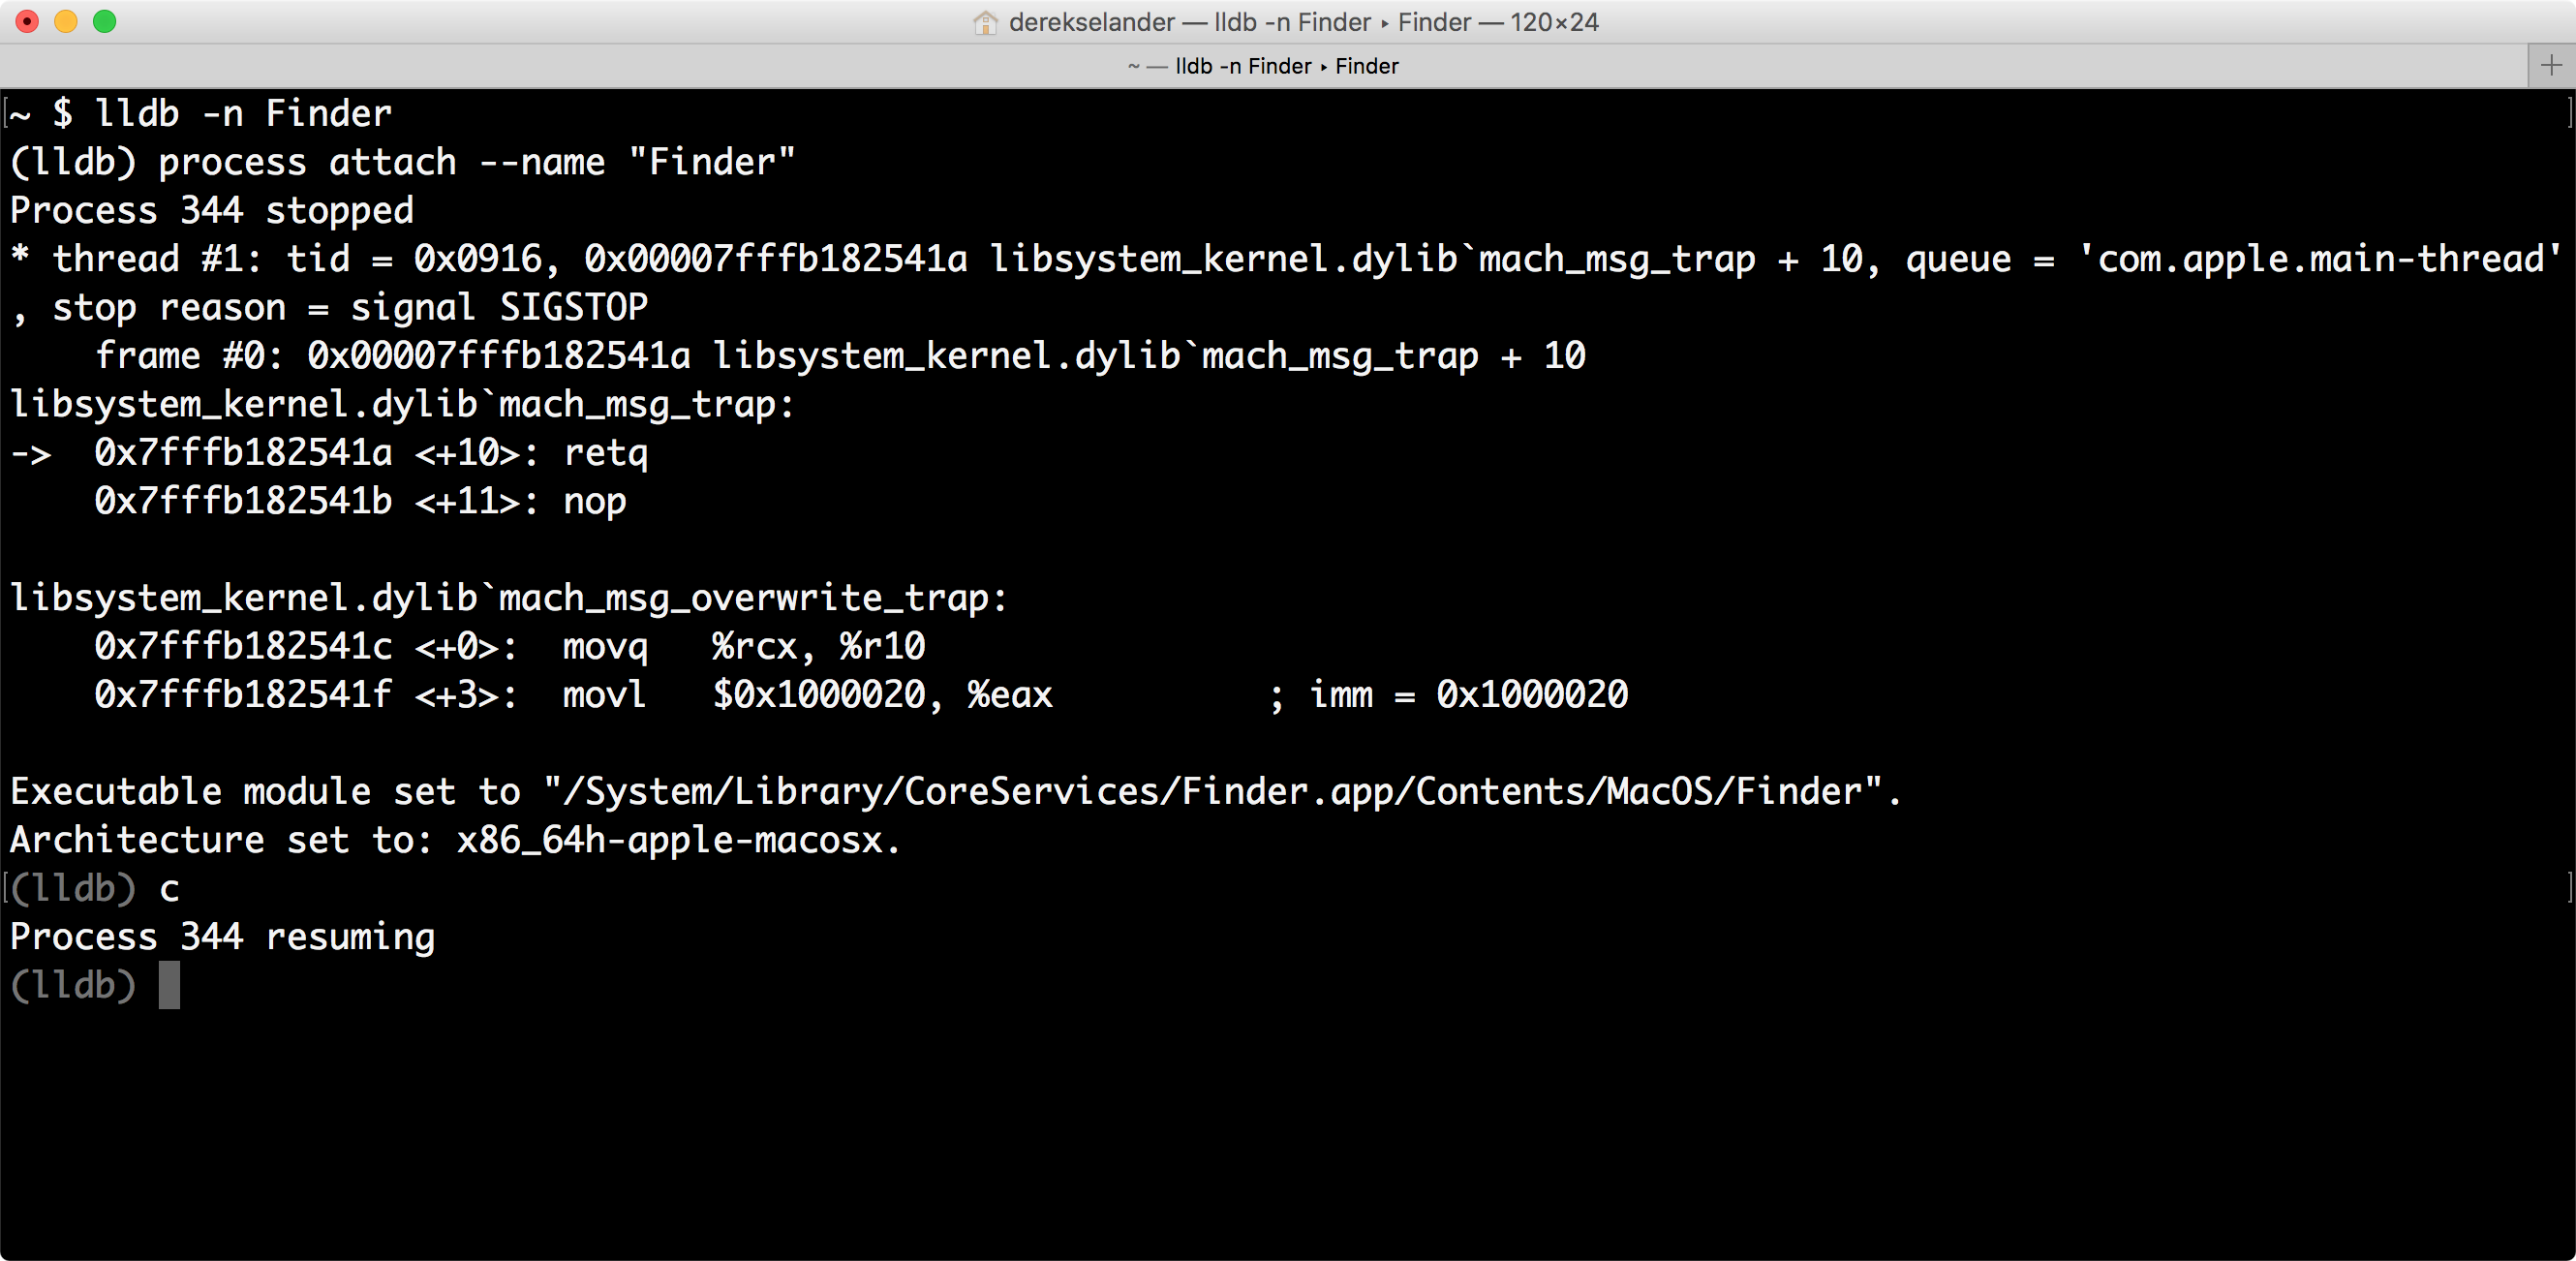 derekselander — lldb -n Finder ▸ Finder — 120×24
~ — lldb -n Finder ▸ Finder
[~ $ lldb -n Finder ]
(lldb) process attach --name "Finder"
Process 344 stopped
* thread #1: tid = 0x0916, 0x00007fffb182541a libsystem_kernel.dylib`mach_msg_trap + 10, queue = 'com.apple.main-thread'
, stop reason = signal SIGSTOP
    frame #0: 0x00007fffb182541a libsystem_kernel.dylib`mach_msg_trap + 10
libsystem_kernel.dylib`mach_msg_trap:
->  0x7fffb182541a <+10>: retq
    0x7fffb182541b <+11>: nop
libsystem_kernel.dylib`mach_msg_overwrite_trap:
    0x7fffb182541c <+0>:  movq   %rcx, %r10
    0x7fffb182541f <+3>:  movl   $0x1000020, %eax          ; imm = 0x1000020
Executable module set to "/System/Library/CoreServices/Finder.app/Contents/MacOS/Finder".
Architecture set to: x86_64h-apple-macosx.
[(lldb) c ]
Process 344 resuming
(lldb)